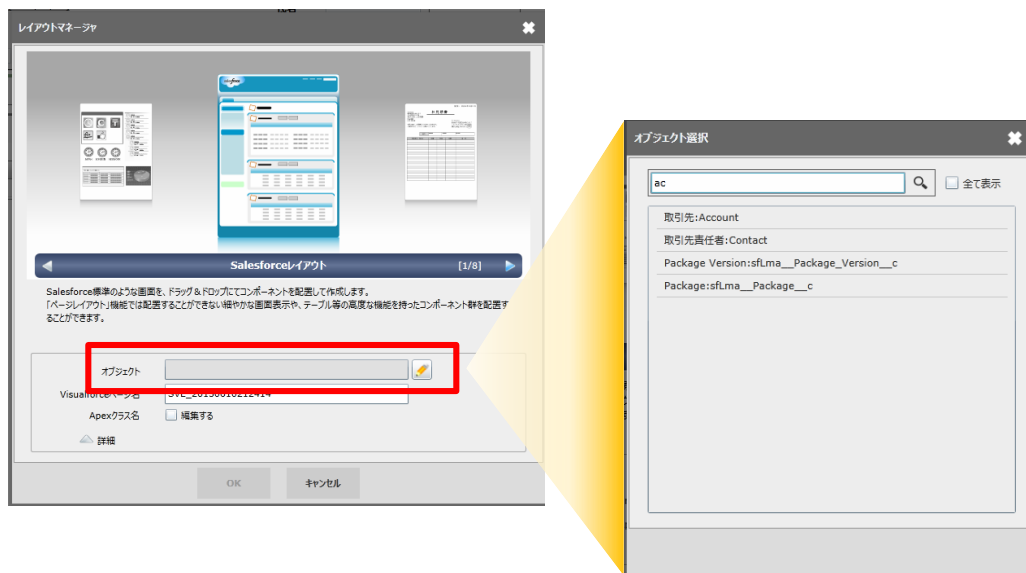 レイアウトマネージャ
Salesforceレイアウト
[1/8]
Salesforce標準のような画面を、ドラッグ&ドロップにてコンポーネントを配置して作成します。
「ページレイアウト」機能では配置することができない細やかな画面表示や、テーブル等の高度な機能を持ったコンポーネント群を配置す
ることができます。
オブジェクト
Visualforceページ名
SVE_20150610212414
Apexクラス名
編集する
詳細
OK
キャンセル
オブジェクト選択
ac
全て表示
取引先:Account
取引先責任者:Contact
Package Version:sfLma__Package_Version__c
Package:sfLma__Package__c